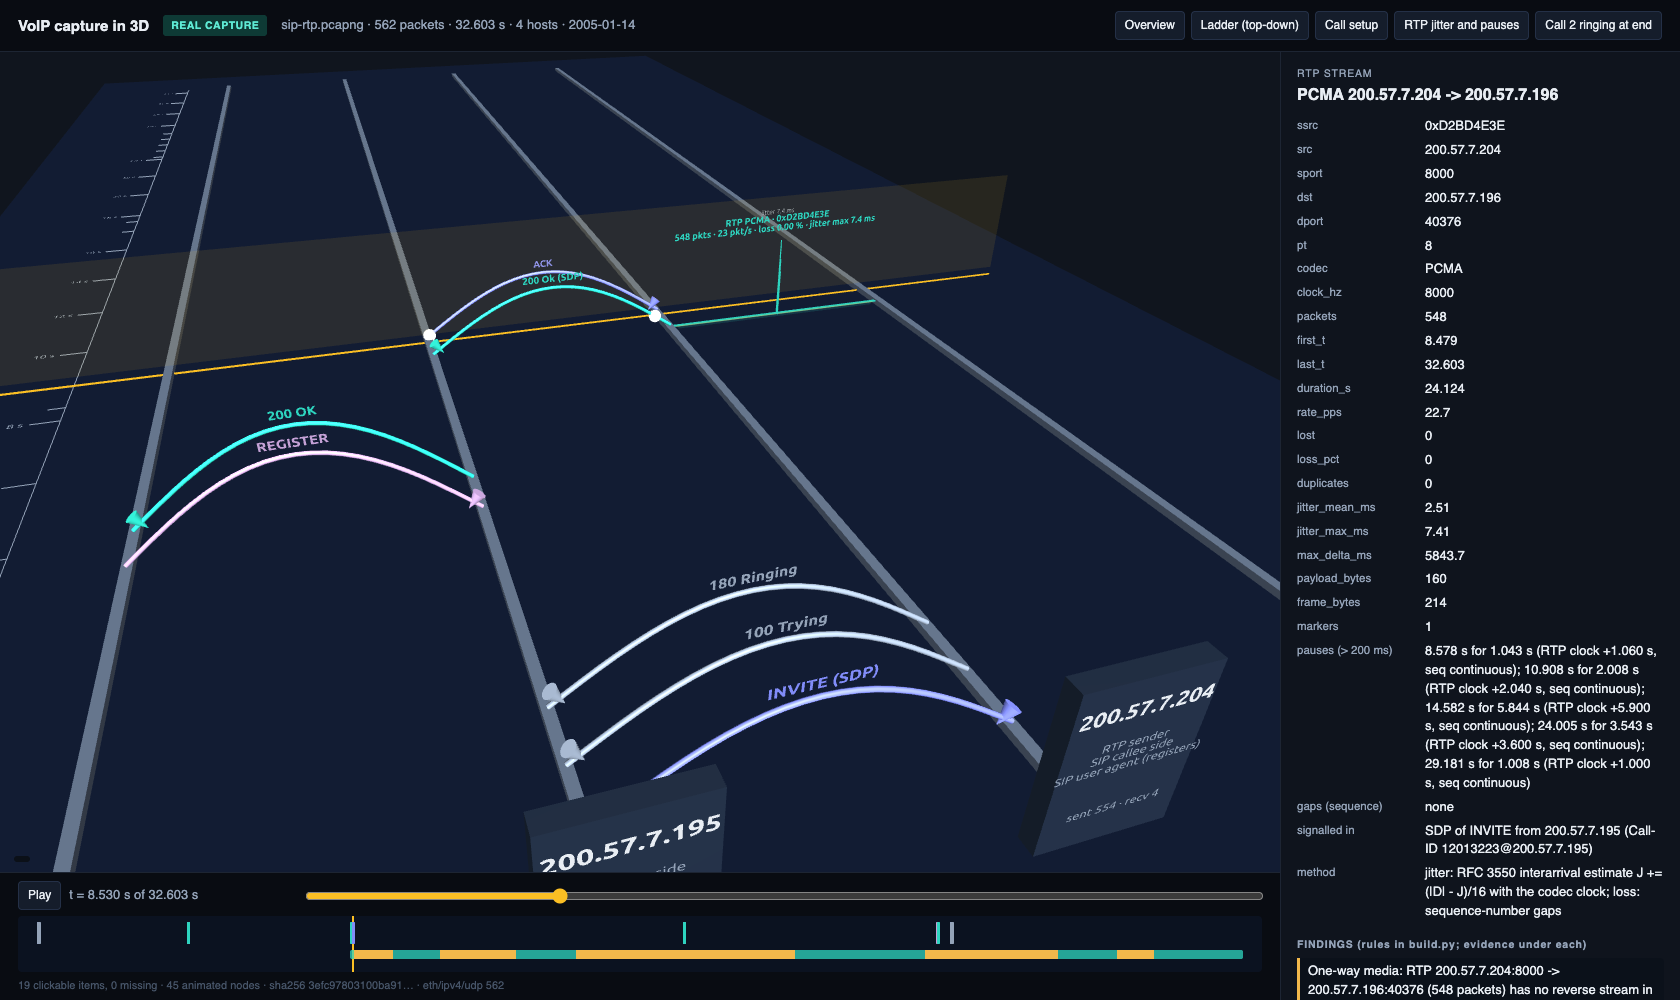 VoIP capture in 3D
REAL CAPTURE
sip-rtp.pcapng · 562 packets · 32.603 s · 4 hosts · 2005-01-14
Overview
Ladder (top-down)
Call setup
RTP jitter and pauses
Call 2 ringing at end
jitter 7.4 ms
RTP PCMA · 0xD2BD4E3E
548 pkts · 23 pkt/s · loss 0.00 % · jitter max 7.4 ms
ACK
200 Ok (SDP)
10 s
8 s
200 OK
REGISTER
180 Ringing
100 Trying
INVITE (SDP)
200.57.7.204
RTP sender
SIP callee side
SIP user agent (registers)
sent 554 · recv 4
200.57.7.195
side
Play
t = 8.530 s of 32.603 s
19 clickable items, 0 missing · 45 animated nodes · sha256 3efc97803100ba91… · eth/ipv4/udp 562
RTP STREAM
PCMA 200.57.7.204 -> 200.57.7.196
ssrc 0xD2BD4E3E
src 200.57.7.204
sport 8000
dst 200.57.7.196
dport 40376
pt 8
codec PCMA
clock_hz 8000
packets 548
first_t 8.479
last_t 32.603
duration_s 24.124
rate_pps 22.7
lost 0
loss_pct 0
duplicates 0
jitter_mean_ms 2.51
jitter_max_ms 7.41
max_delta_ms 5843.7
payload_bytes 160
frame_bytes 214
markers 1
pauses (> 200 ms) 8.578 s for 1.043 s (RTP clock +1.060 s,
seq continuous); 10.908 s for 2.008 s
(RTP clock +2.040 s, seq continuous);
14.582 s for 5.844 s (RTP clock +5.900
s, seq continuous); 24.005 s for 3.543 s
(RTP clock +3.600 s, seq continuous);
29.181 s for 1.008 s (RTP clock +1.000
s, seq continuous)
gaps (sequence) none
signalled in SDP of INVITE from 200.57.7.195 (Call-
ID 12013223@200.57.7.195)
method jitter: RFC 3550 interarrival estimate J +=
(|D| - J)/16 with the codec clock; loss:
sequence-number gaps
FINDINGS (rules in build.py; evidence under each)
One-way media: RTP 200.57.7.204:8000 ->
200.57.7.196:40376 (548 packets) has no reverse stream in